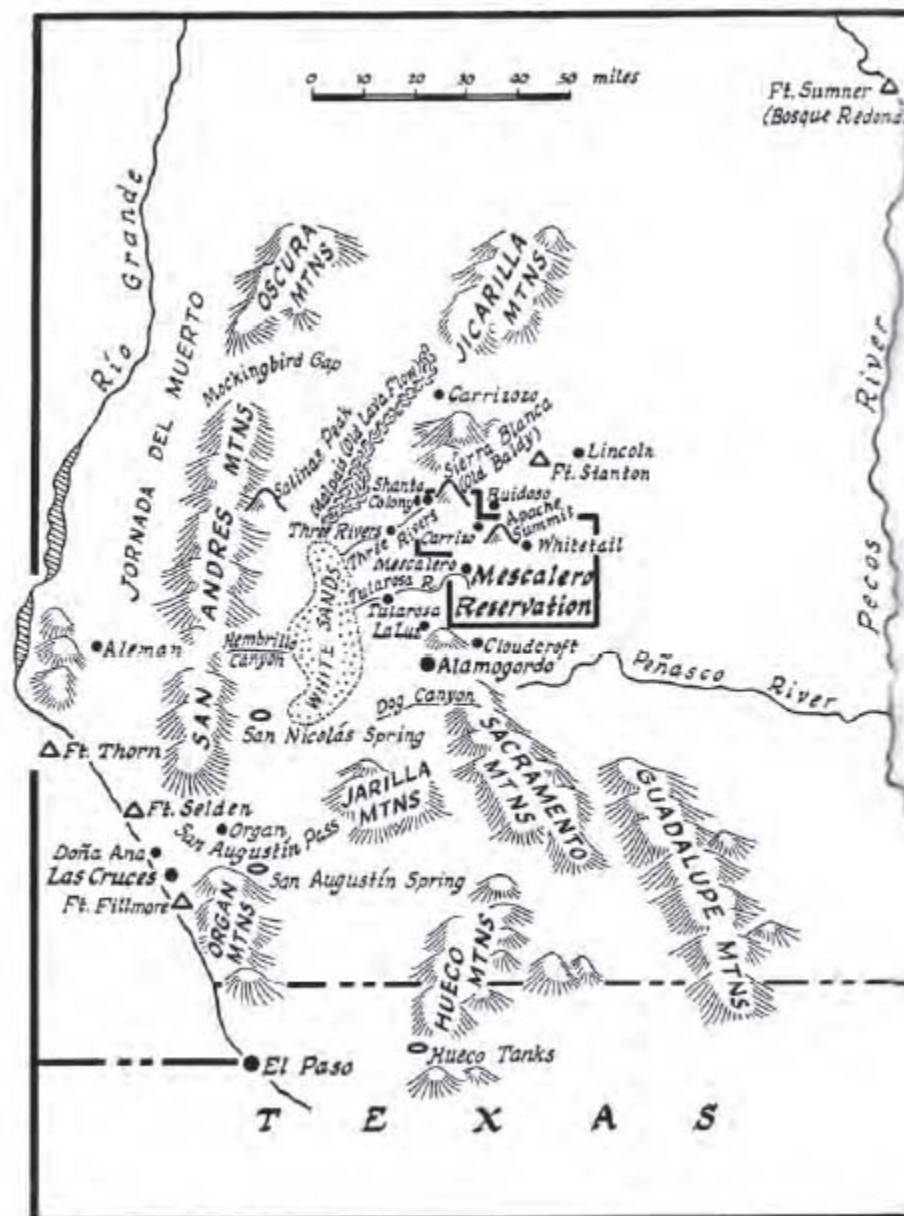 0 10 20 30 40 50 miles
Ft. Sumner
(Bosque Redond
Río Grande
OSCURA
MTNS
JICARILLA
MTNS
JORNADA DEL MUERTO
Mockingbird Gap
Malpais (Old Lava Flow)
Carrizozo
Salinas Peak
Sierra Blanca
(Old Baldy)
Lincoln
Ft. Stanton
Pecos River
SAN ANDRES MTNS
Shanta
Colony
Ruidoso
Three Rivers
Three Rivers
Carrizo
Apache
Summit
Whitetail
Mescalero
Mescalero
Reservation
Tularosa R.
Tularosa
La Luz
WHITE SANDS
Hembrillo
Canyon
Aleman
Cloudcroft
Alamogordo
Peñasco River
Dog Canyon
San Nicolás Spring
Ft. Thorn
SACRAMENTO
MTNS
GUADALUPE MTNS
JARILLA
MTNS
Ft. Selden
Organ
San Augustín Pass
Doña Ana
Las Cruces
San Augustín Spring
Ft. Fillmore
ORGAN
MTNS
HUECO
MTNS
Hueco Tanks
El Paso
T E X A S